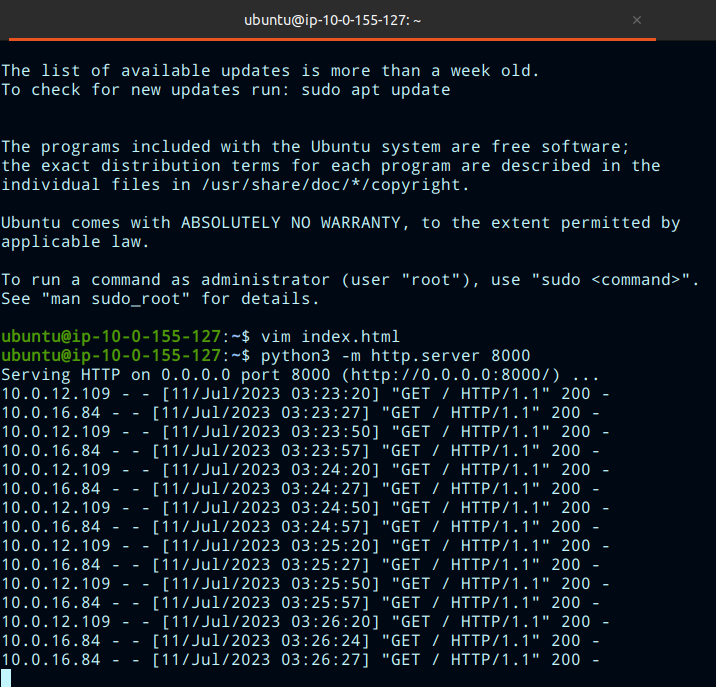 ubuntu@ip-10-0-155-127: ~
The list of available updates is more than a week old.
To check for new updates run: sudo apt update
The programs included with the Ubuntu system are free software;
the exact distribution terms for each program are described in the
individual files in /usr/share/doc/*/copyright.
Ubuntu comes with ABSOLUTELY NO WARRANTY, to the extent permitted by
applicable law.
To run a command as administrator (user "root"), use "sudo <command>".
See "man sudo_root" for details.
ubuntu@ip-10-0-155-127:~$ vim index.html
ubuntu@ip-10-0-155-127:~$ python3 -m http.server 8000
Serving HTTP on 0.0.0.0 port 8000 (http://0.0.0.0:8000/) ...
10.0.12.109 - - [11/Jul/2023 03:23:20] "GET / HTTP/1.1" 200 -
10.0.16.84 - - [11/Jul/2023 03:23:27] "GET / HTTP/1.1" 200 -
10.0.12.109 - - [11/Jul/2023 03:23:50] "GET / HTTP/1.1" 200 -
10.0.16.84 - - [11/Jul/2023 03:23:57] "GET / HTTP/1.1" 200 -
10.0.12.109 - - [11/Jul/2023 03:24:20] "GET / HTTP/1.1" 200 -
10.0.16.84 - - [11/Jul/2023 03:24:27] "GET / HTTP/1.1" 200 -
10.0.12.109 - - [11/Jul/2023 03:24:50] "GET / HTTP/1.1" 200 -
10.0.16.84 - - [11/Jul/2023 03:24:57] "GET / HTTP/1.1" 200 -
10.0.12.109 - - [11/Jul/2023 03:25:20] "GET / HTTP/1.1" 200 -
10.0.16.84 - - [11/Jul/2023 03:25:27] "GET / HTTP/1.1" 200 -
10.0.12.109 - - [11/Jul/2023 03:25:50] "GET / HTTP/1.1" 200 -
10.0.16.84 - - [11/Jul/2023 03:25:57] "GET / HTTP/1.1" 200 -
10.0.12.109 - - [11/Jul/2023 03:26:20] "GET / HTTP/1.1" 200 -
10.0.16.84 - - [11/Jul/2023 03:26:24] "GET / HTTP/1.1" 200 -
10.0.16.84 - - [11/Jul/2023 03:26:27] "GET / HTTP/1.1" 200 -